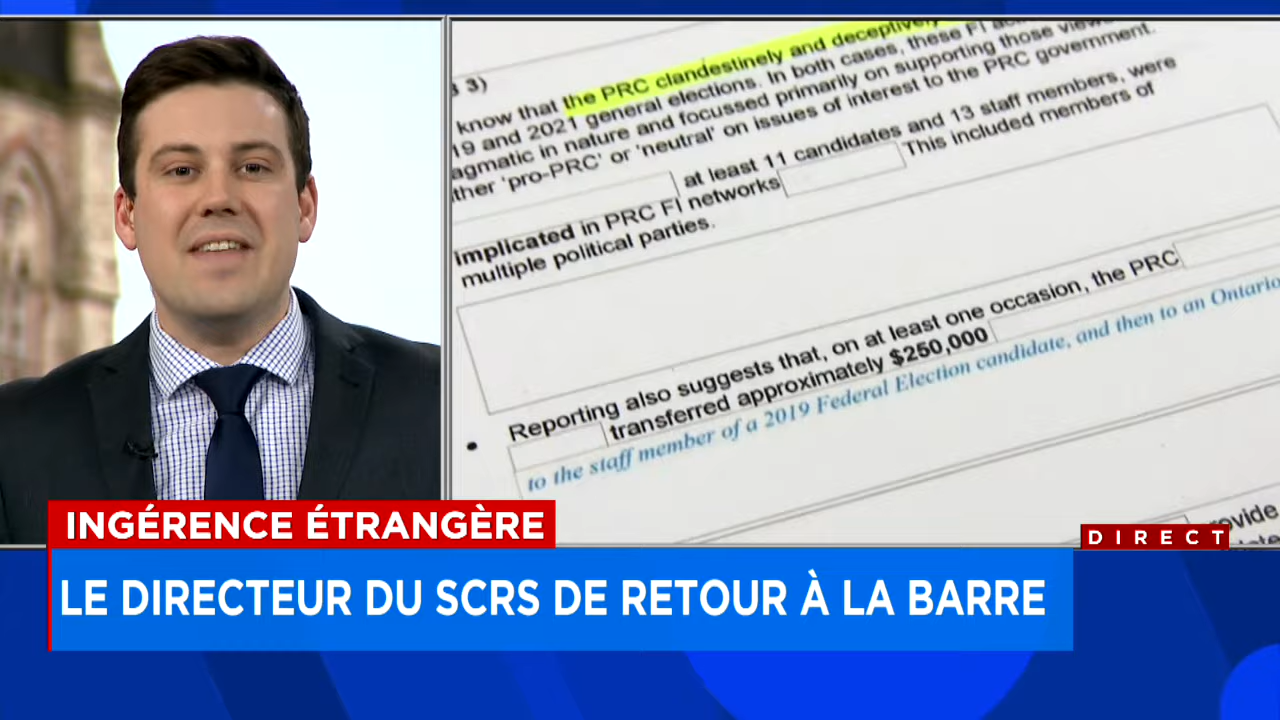 3)
know that the PRC clandestinely and deceptively
19 and 2021 general elections. In both cases, these FI
agmatic in nature and focussed primarily on supporting those views
ther 'pro-PRC' or 'neutral' on issues of interest to the PRC government.
at least 11 candidates and 13 staff members, were
implicated in PRC FI networks This included members of
multiple political parties.
Reporting also suggests that, on at least one occasion, the PRC
transferred approximately $250,000
to the staff member of a 2019 Federal Election candidate, and then to an Ontario
INGÉRENCE ÉTRANGÈRE
DIRECT
LE DIRECTEUR DU SCRS DE RETOUR À LA BARRE